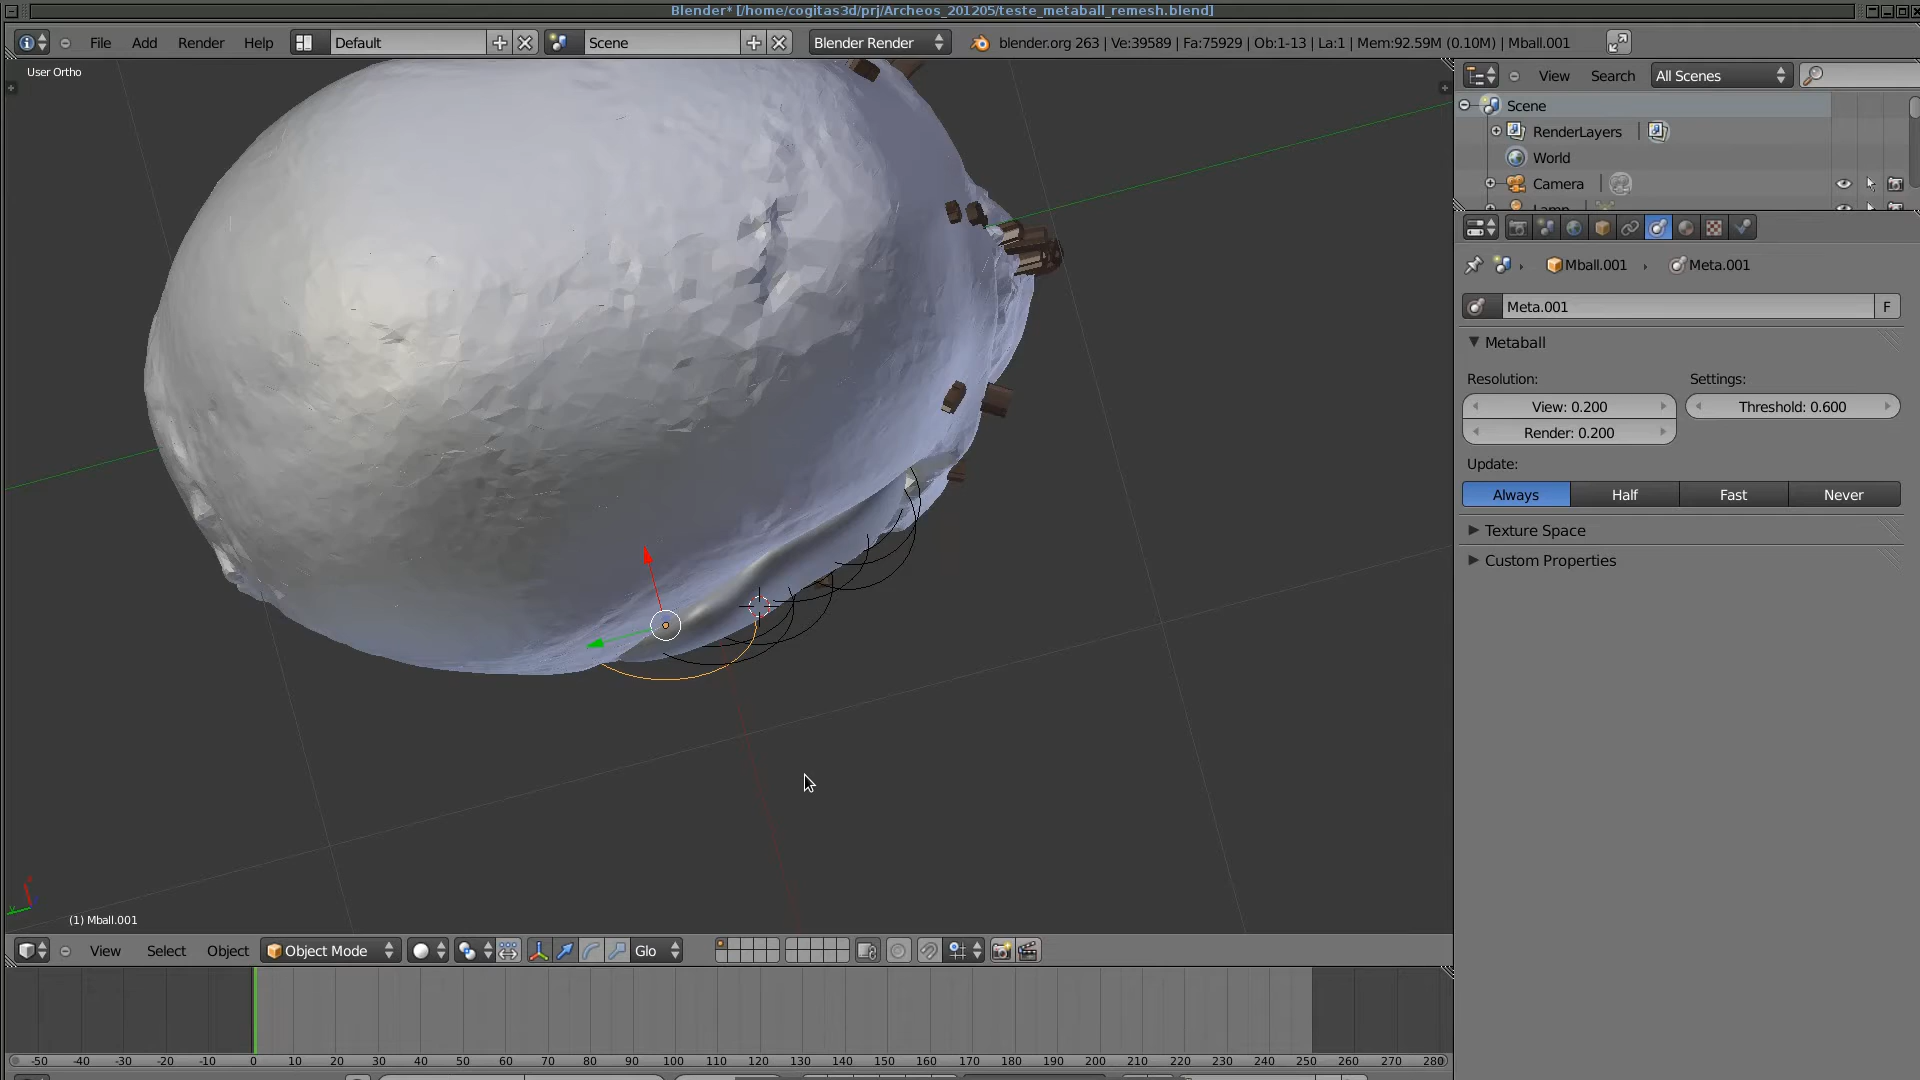 Blender* [/home/cogitas3d/prj/Archeos_201205/teste_metaball_remesh.blend]
File Add Render Help Default Scene Blender Render blender.org 263 | Ve:39589 | Fa:75929 | Ob:1-13 | La:1 | Mem:92.59M (0.10M) | Mball.001
User Ortho
View Search All Scenes
Scene
RenderLayers
World
Camera
Lamp
Mball.001 Meta.001
Meta.001 F
Metaball
Resolution: Settings:
View: 0.200 Threshold: 0.600
Render: 0.200
Update:
Always Half Fast Never
Texture Space
Custom Properties
(1) Mball.001
View Select Object Object Mode Glo
-50 -40 -30 -20 -10 0 10 20 30 40 50 60 70 80 90 100 110 120 130 140 150 160 170 180 190 200 210 220 230 240 250 260 270 280